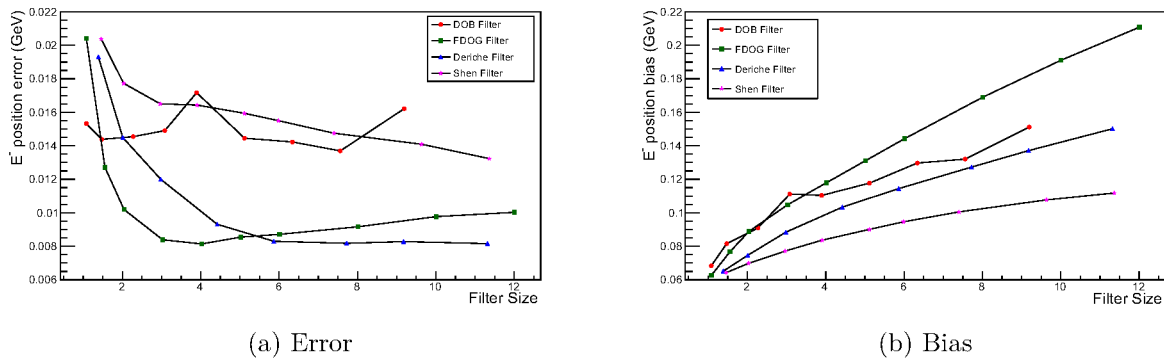 E⁻ position error (GeV)
0.022
0.02
0.018
0.016
0.014
0.012
0.01
0.008
0.006
2
4
6
8
10
12
Filter Size
DOB Filter
FDOG Filter
Deriche Filter
Shen Filter
(a) Error
E⁻ position bias (GeV)
0.22
0.2
0.18
0.16
0.14
0.12
0.1
0.08
0.06
2
4
6
8
10
12
Filter Size
DOB Filter
FDOG Filter
Deriche Filter
Shen Filter
(b) Bias